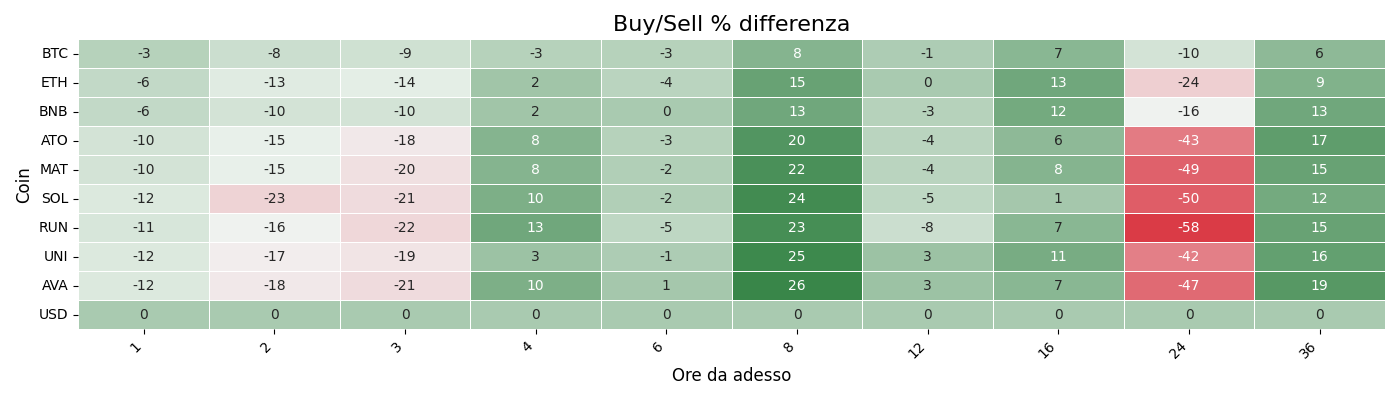 Buy/Sell % differenza
Coin
BTC -3 -8 -9 -3 -3 8 -1 7 -10 6
ETH -6 -13 -14 2 -4 15 0 13 -24 9
BNB -6 -10 -10 2 0 13 -3 12 -16 13
ATO -10 -15 -18 8 -3 20 -4 6 -43 17
MAT -10 -15 -20 8 -2 22 -4 8 -49 15
SOL -12 -23 -21 10 -2 24 -5 1 -50 12
RUN -11 -16 -22 13 -5 23 -8 7 -58 15
UNI -12 -17 -19 3 -1 25 3 11 -42 16
AVA -12 -18 -21 10 1 26 3 7 -47 19
USD 0 0 0 0 0 0 0 0 0 0
1 2 3 4 6 8 12 16 24 36
Ore da adesso